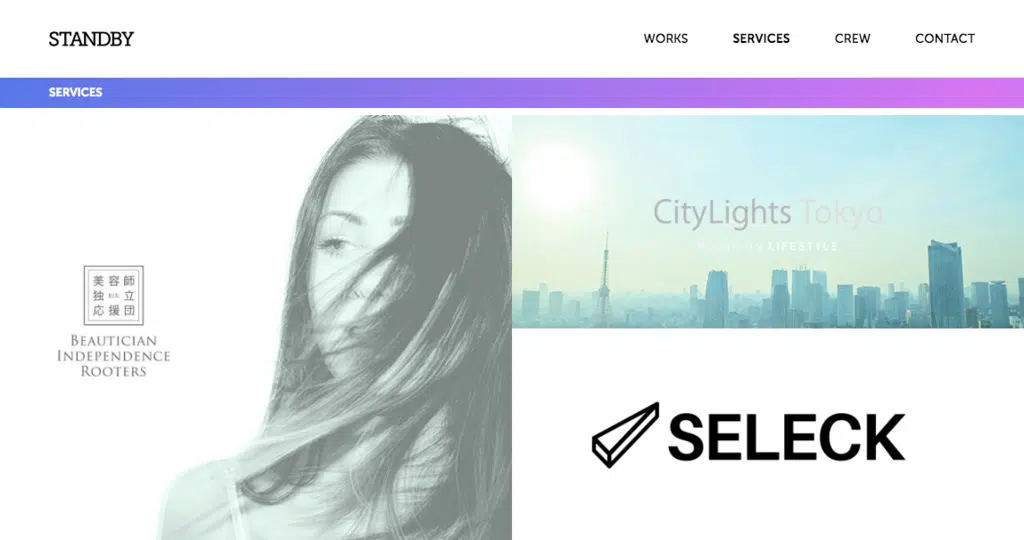 STANDBY
WORKS
SERVICES
CREW
CONTACT
SERVICES
美容師
独 立
応援団
BEAUTICIAN
INDEPENDENCE
ROOTERS
CityLights Tokyo
LIFESTYLE
SELECK